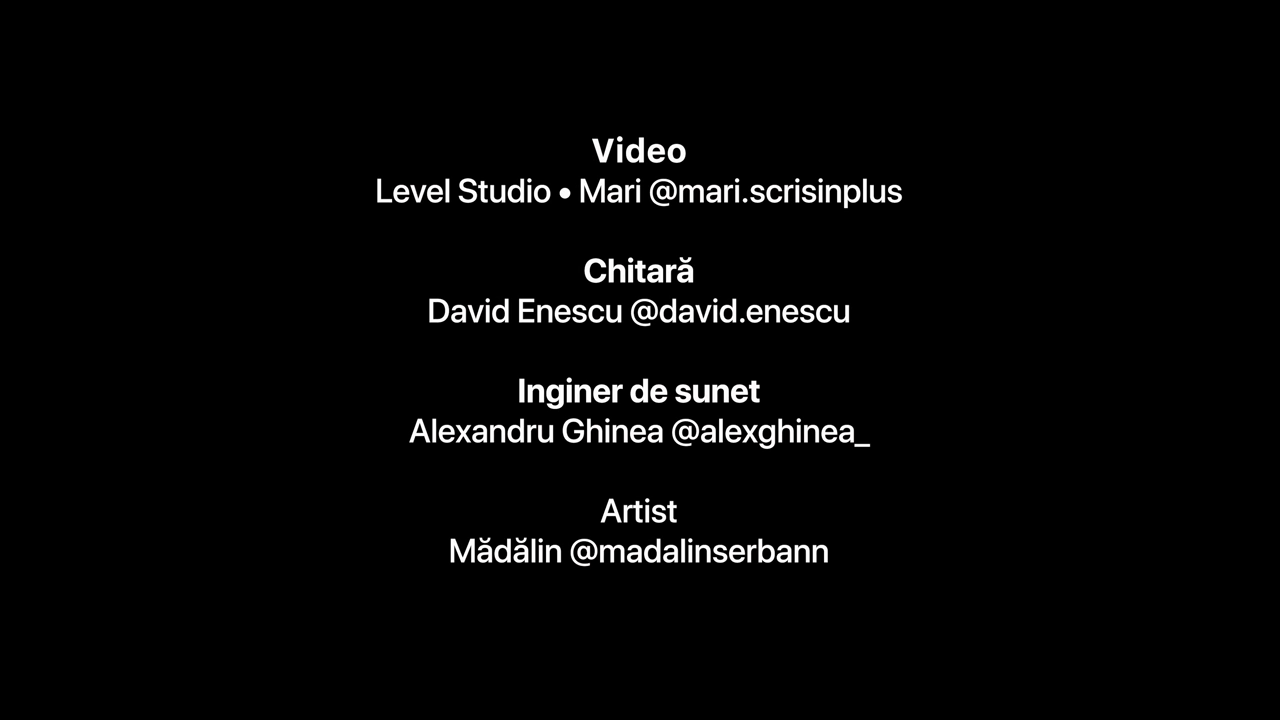 Video
Level Studio • Mari @mari.scrisinplus
Chitară
David Enescu @david.enescu
Inginer de sunet
Alexandru Ghinea @alexghinea_
Artist
Mădălin @madalinserbann